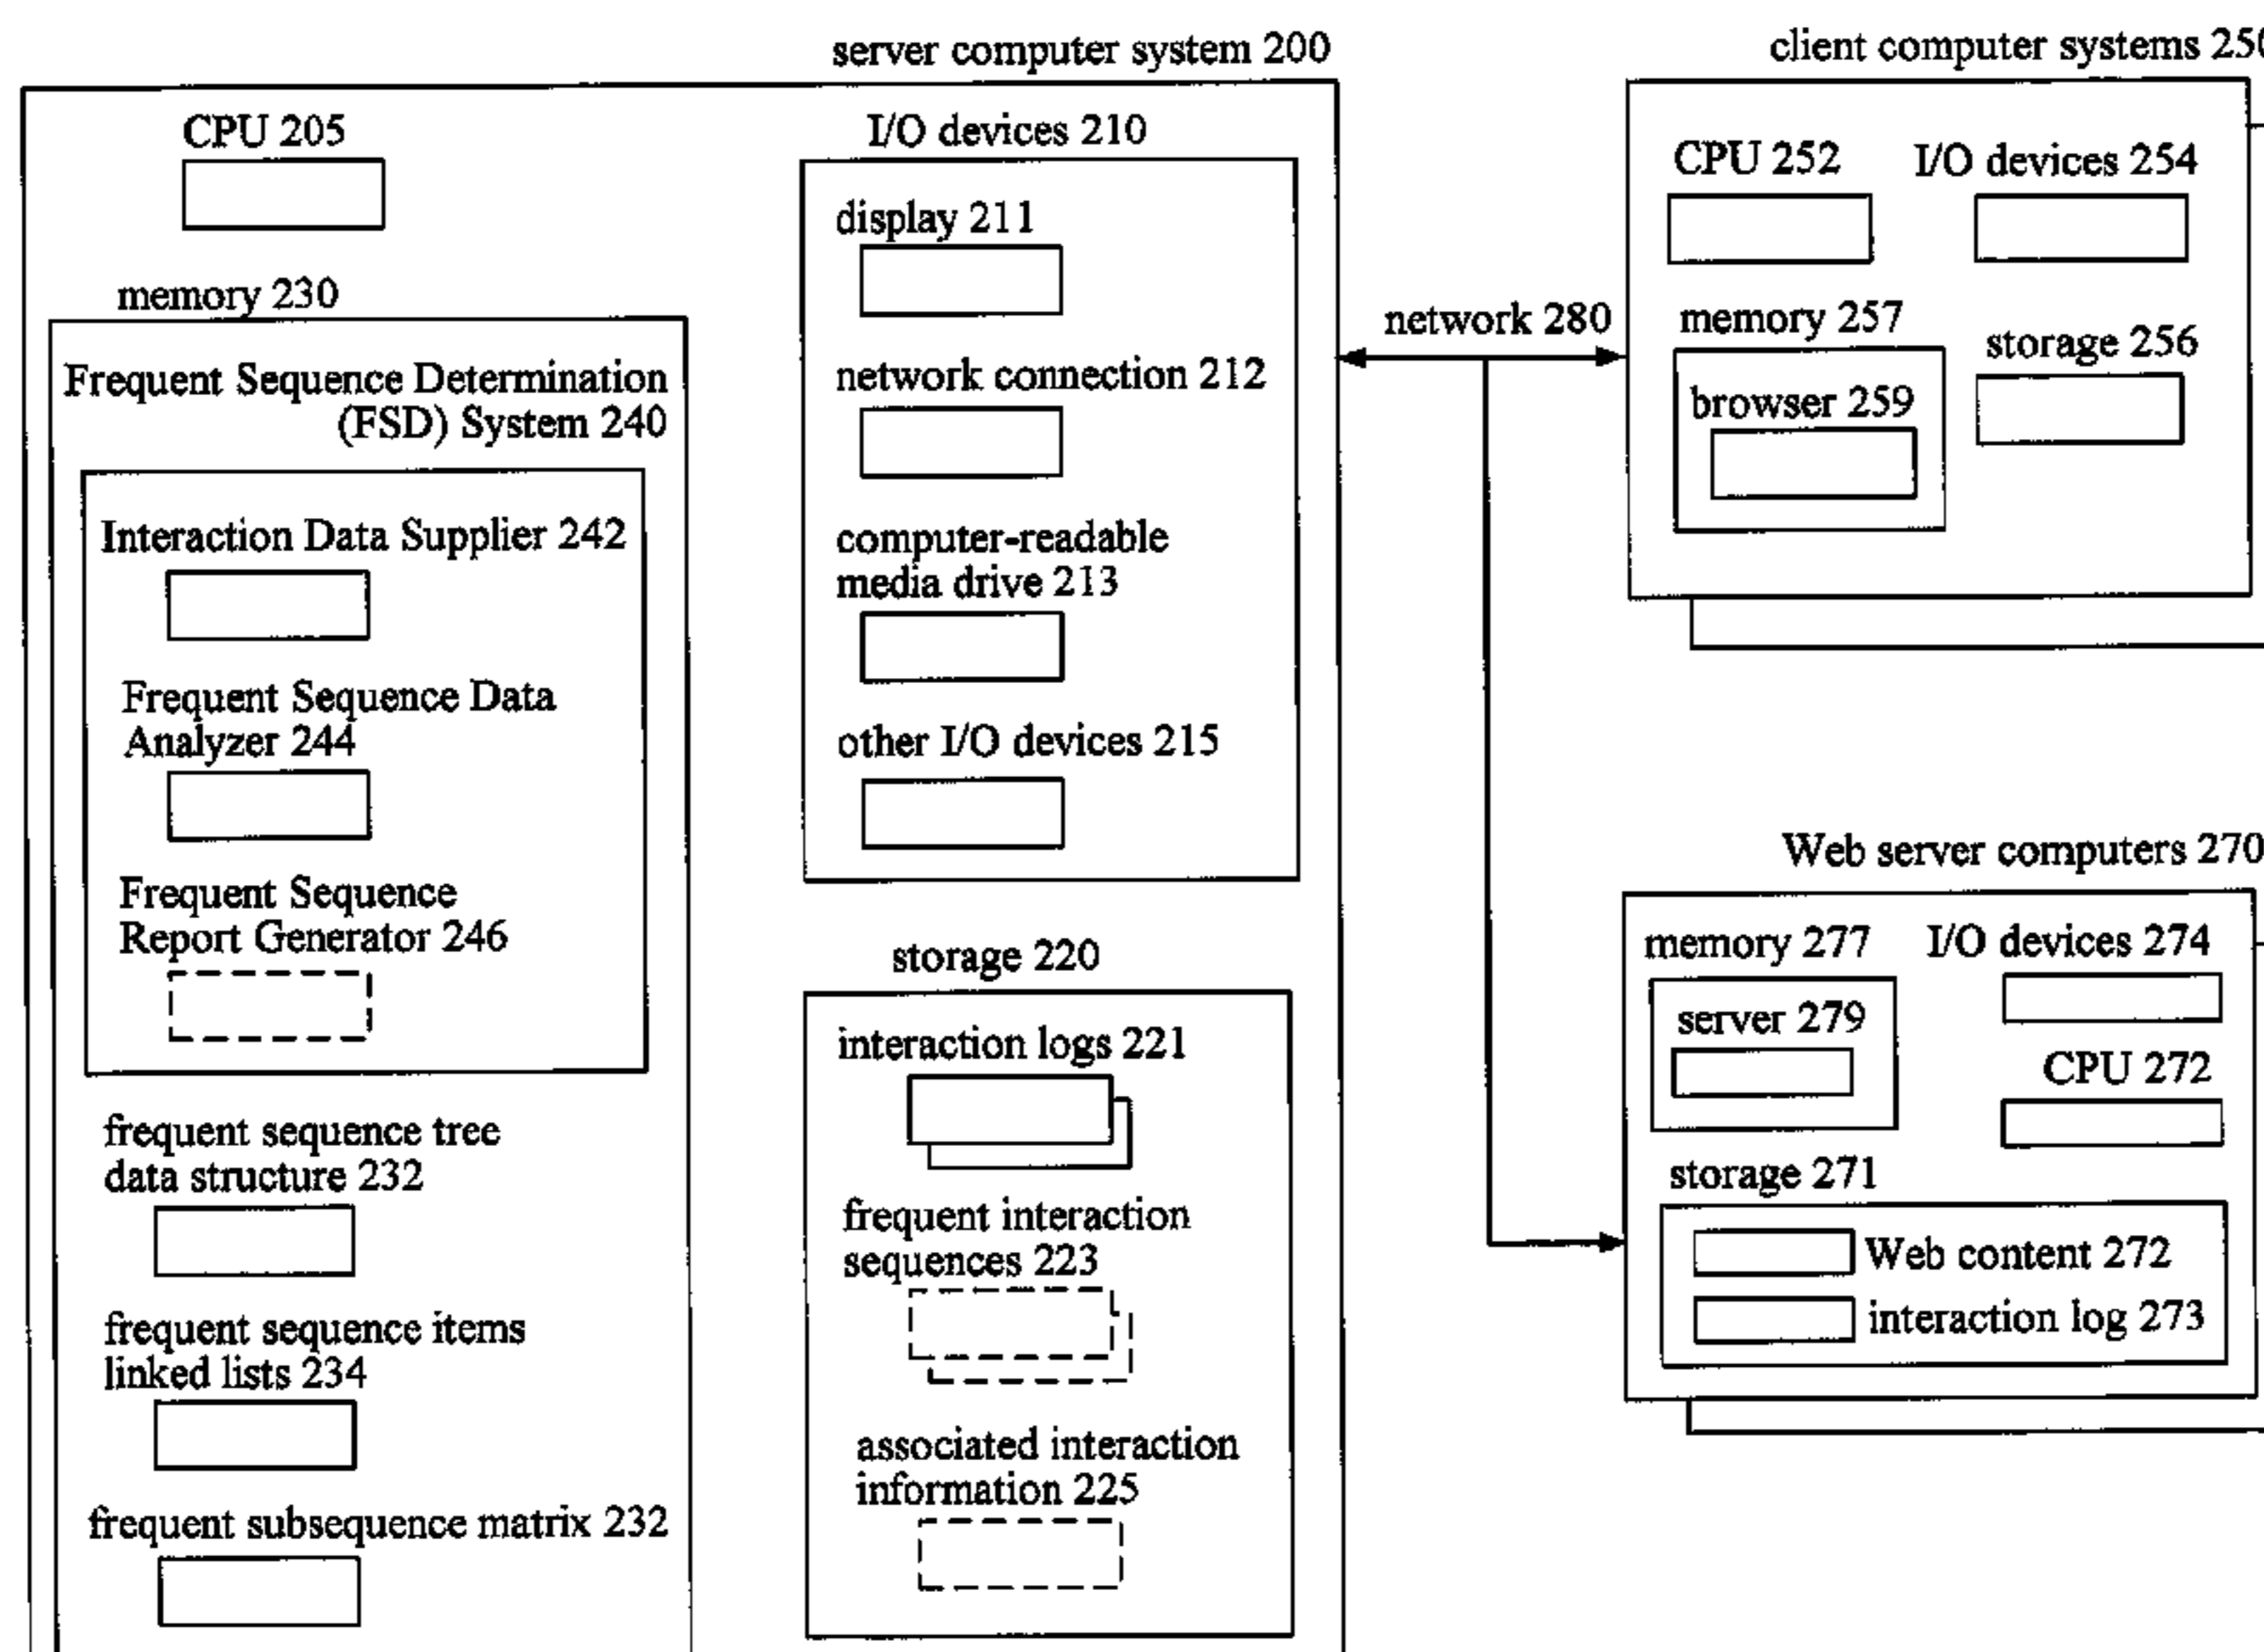 server computer system 200
CPU 205
memory 230
Frequent Sequence Determination
(FSD) System 240
Interaction Data Supplier 242
Frequent Sequence Data
Analyzer 244
Frequent Sequence
Report Generator 246
frequent sequence tree
data structure 232
frequent sequence items
linked lists 234
frequent subsequence matrix 232
I/O devices 210
display 211
network connection 212
computer-readable
media drive 213
other I/O devices 215
storage 220
interaction logs 221
frequent interaction
sequences 223
associated interaction
information 225
network 280
client computer systems 250
CPU 252
I/O devices 254
memory 257
browser 259
storage 256
Web server computers 270
memory 277
I/O devices 274
server 279
CPU 272
storage 271
Web content 272
interaction log 273